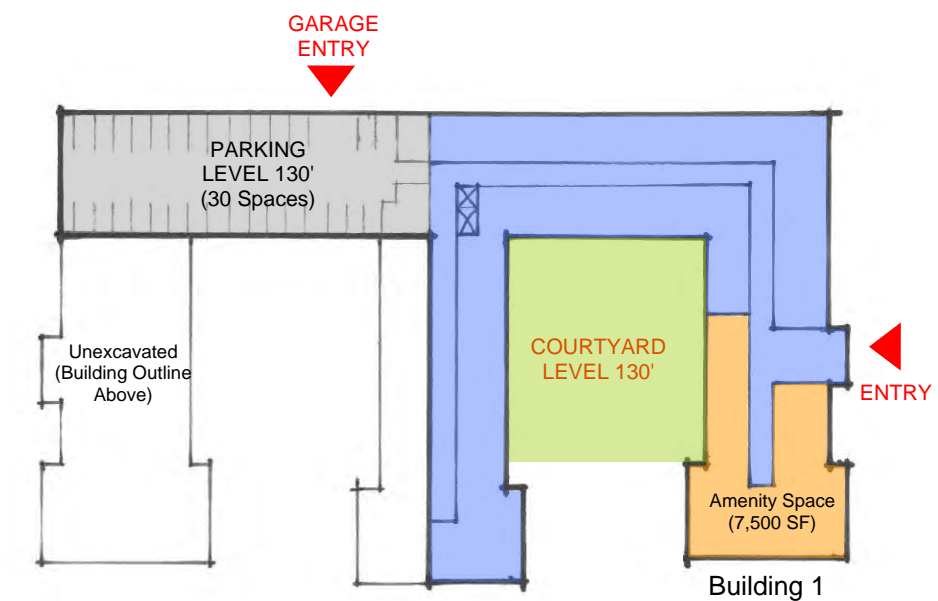 GARAGE
ENTRY
PARKING
LEVEL 130'
(30 Spaces)
Unexcavated
(Building Outline
Above)
COURTYARD
LEVEL 130'
ENTRY
Amenity Space
(7,500 SF)
Building 1